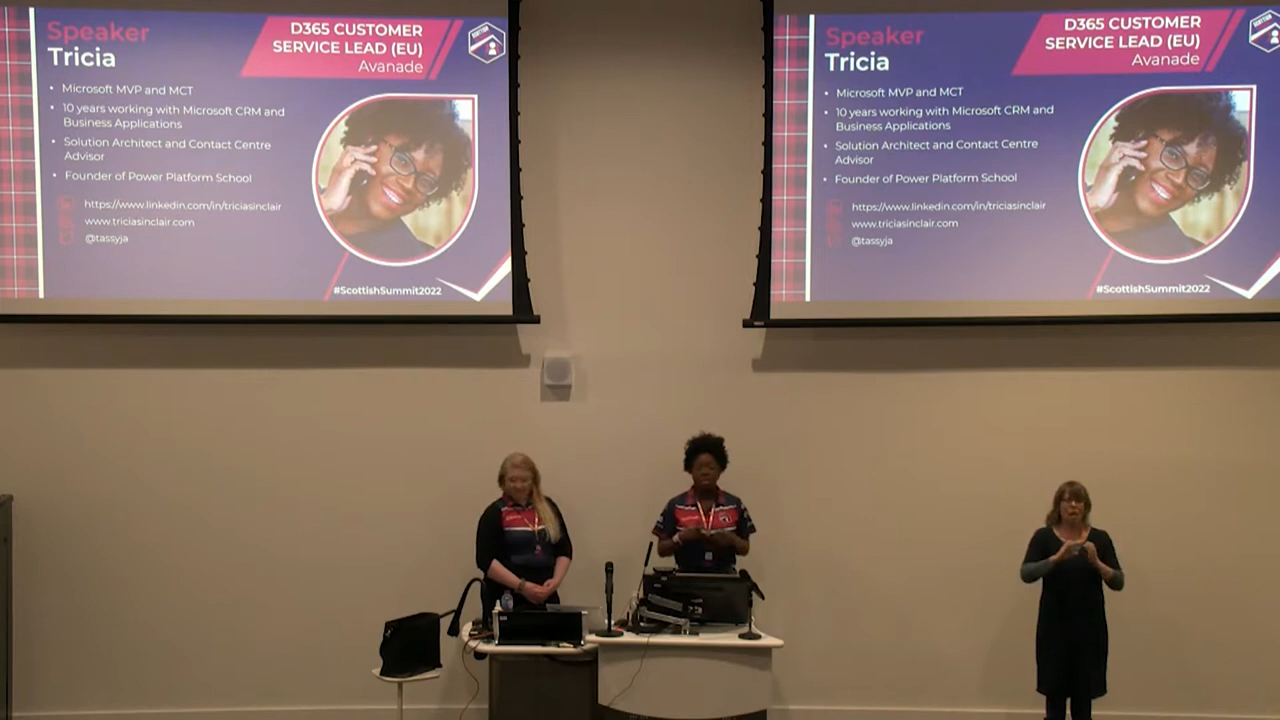 Speaker
Tricia
D365 CUSTOMER
SERVICE LEAD (EU)
Avanade
• Microsoft MVP and MCT
• 10 years working with Microsoft CRM and
Business Applications
• Solution Architect and Contact Centre
Advisor
• Founder of Power Platform School
https://www.linkedin.com/in/triciasinclair
www.triciasinclair.com
@tassyja
#ScottishSummit2022
Speaker
Tricia
D365 CUSTOMER
SERVICE LEAD (EU)
Avanade
• Microsoft MVP and MCT
• 10 years working with Microsoft CRM and
Business Applications
• Solution Architect and Contact Centre
Advisor
• Founder of Power Platform School
https://www.linkedin.com/in/triciasinclair
www.triciasinclair.com
@tassyja
#ScottishSummit2022